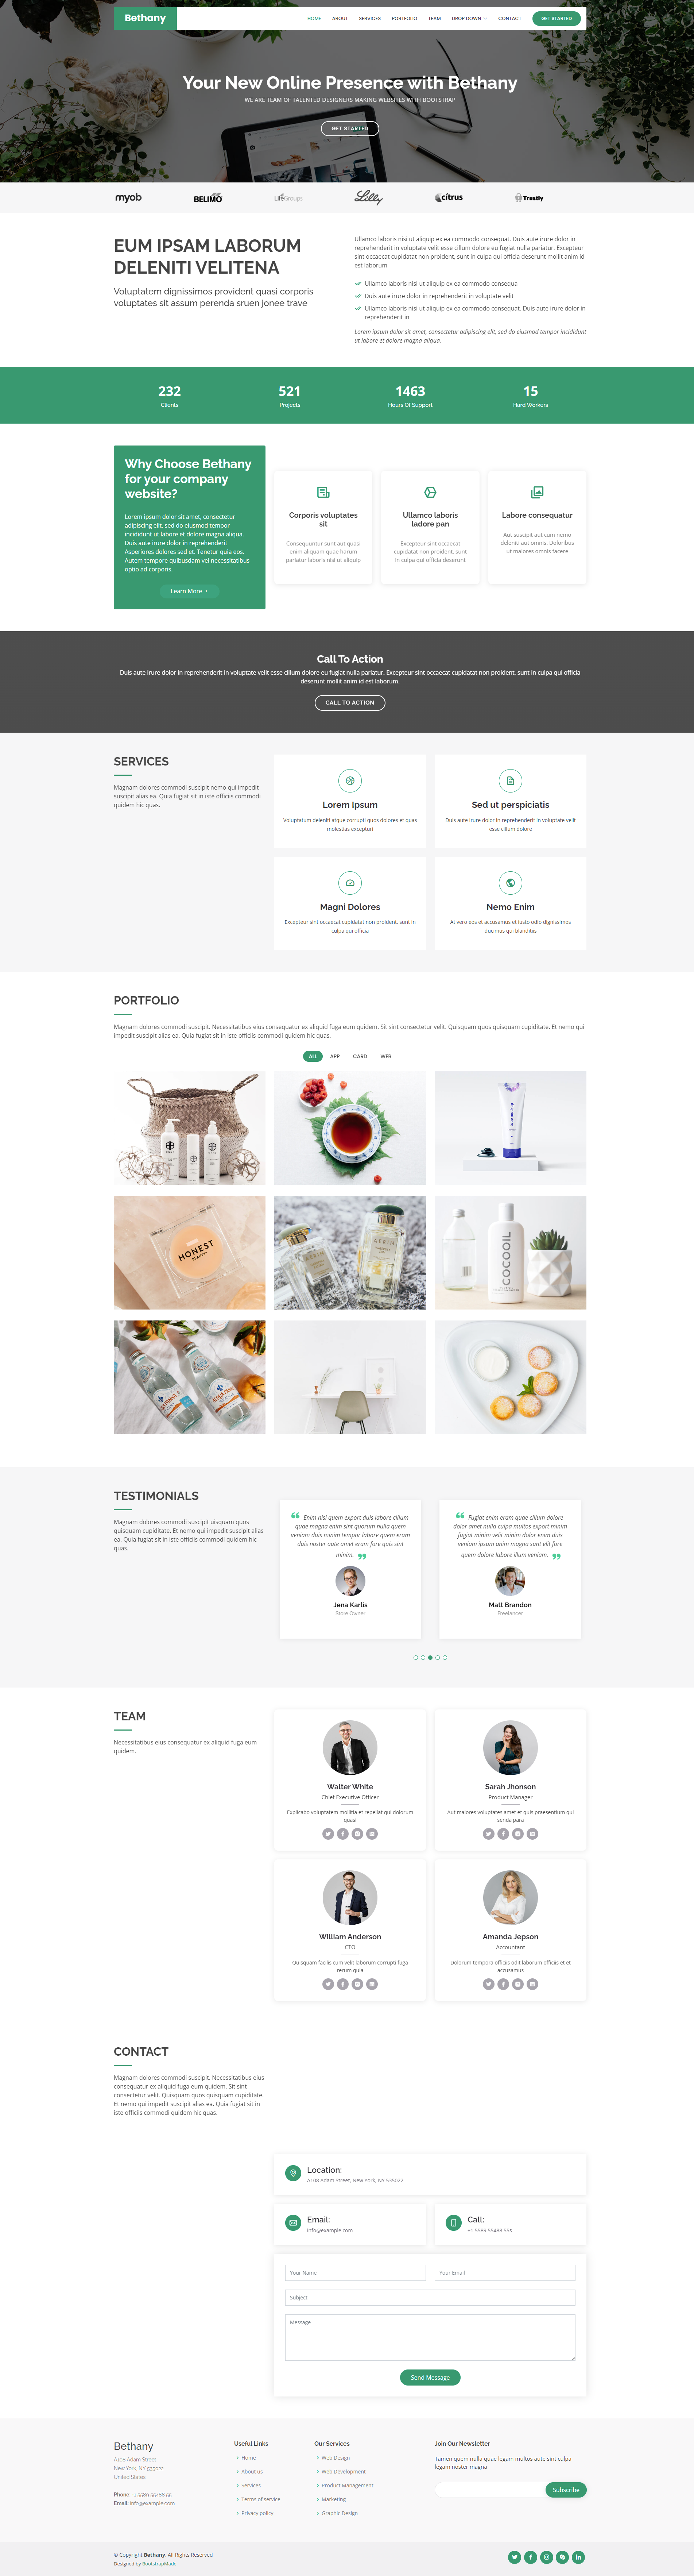 Bethany
HOME ABOUT SERVICES PORTFOLIO TEAM DROP DOWN CONTACT GET STARTED
Your New Online Presence with Bethany
WE ARE TEAM OF TALENTED DESIGNERS MAKING WEBSITES WITH BOOTSTRAP
GET STARTED
myob BELIMO LifeGroups Lilly citrus Trustly
EUM IPSAM LABORUM
DELENITI VELITENA
Voluptatem dignissimos provident quasi corporis
voluptates sit assum perenda sruen jonee trave
Ullamco laboris nisi ut aliquip ex ea commodo consequat. Duis aute irure dolor in
reprehenderit in voluptate velit esse cillum dolore eu fugiat nulla pariatur. Excepteur
sint occaecat cupidatat non proident, sunt in culpa qui officia deserunt mollit anim id
est laborum
Ullamco laboris nisi ut aliquip ex ea commodo consequa
Duis aute irure dolor in reprehenderit in voluptate velit
Ullamco laboris nisi ut aliquip ex ea commodo consequat. Duis aute irure dolor in
reprehenderit in
Lorem ipsum dolor sit amet, consectetur adipiscing elit, sed do eiusmod tempor incididunt
ut labore et dolore magna aliqua.
232 521 1463 15
Clients Projects Hours Of Support Hard Workers
Why Choose Bethany
for your company
website?
Lorem ipsum dolor sit amet, consectetur
adipiscing elit, sed do eiusmod tempor
incididunt ut labore et dolore magna aliqua.
Duis aute irure dolor in reprehenderit
Asperiores dolores sed et. Tenetur quia eos.
Autem tempore quibusdam vel necessitatibus
optio ad corporis.
Learn More
Corporis voluptates
sit
Consequuntur sunt aut quasi
enim aliquam quae harum
pariatur laboris nisi ut aliquip
Ullamco laboris
ladore pan
Excepteur sint occaecat
cupidatat non proident, sunt
in culpa qui officia deserunt
Labore consequatur
Aut suscipit aut cum nemo
deleniti aut omnis. Doloribus
ut maiores omnis facere
Call To Action
Duis aute irure dolor in reprehenderit in voluptate velit esse cillum dolore eu fugiat nulla pariatur. Excepteur sint occaecat cupidatat non proident, sunt in culpa qui officia
deserunt mollit anim id est laborum.
CALL TO ACTION
SERVICES
Magnam dolores commodi suscipit nemo qui impedit
suscipit alias ea. Quia fugiat sit in iste officiis commodi
quidem hic quas.
Lorem Ipsum
Voluptatum deleniti atque corrupti quos dolores et quas
molestias excepturi
Sed ut perspiciatis
Duis aute irure dolor in reprehenderit in voluptate velit
esse cillum dolore
Magni Dolores
Excepteur sint occaecat cupidatat non proident, sunt in
culpa qui officia
Nemo Enim
At vero eos et accusamus et iusto odio dignissimos
ducimus qui blanditiis
PORTFOLIO
Magnam dolores commodi suscipit. Necessitatibus eius consequatur ex aliquid fuga eum quidem. Sit sint consectetur velit. Quisquam quos quisquam cupiditate. Et nemo qui
impedit suscipit alias ea. Quia fugiat sit in iste officiis commodi quidem hic quas.
ALL APP CARD WEB
HONEST
BEAUTY
AERIN
COCOOIL
TESTIMONIALS
Magnam dolores commodi suscipit uisquam quos
quisquam cupiditate. Et nemo qui impedit suscipit alias
ea. Quia fugiat sit in iste officiis commodi quidem hic
quas.
Enim nisi quem export duis labore cillum
quae magna enim sint quorum nulla quem
veniam duis minim tempor labore quem eram
duis noster aute amet eram fore quis sint
minim.
Jena Karlis
Store Owner
Fugiat enim eram quae cillum dolore
dolor amet nulla culpa multos export minim
fugiat minim velit minim dolor enim duis
veniam ipsum anim magna sunt elit fore
quem dolore labore illum veniam.
Matt Brandon
Freelancer
TEAM
Necessitatibus eius consequatur ex aliquid fuga eum
quidem.
Walter White
Chief Executive Officer
Explicabo voluptatem mollitia et repellat qui dolorum
quasi
Sarah Jhonson
Product Manager
Aut maiores voluptates amet et quis praesentium qui
senda para
William Anderson
CTO
Quisquam facilis cum velit laborum corrupti fuga
rerum quia
Amanda Jepson
Accountant
Dolorum tempora officiis odit laborum officiis et et
accusamus
CONTACT
Magnam dolores commodi suscipit. Necessitatibus eius
consequatur ex aliquid fuga eum quidem. Sit sint
consectetur velit. Quisquam quos quisquam cupiditate.
Et nemo qui impedit suscipit alias ea. Quia fugiat sit in
iste officiis commodi quidem hic quas.
Location:
A108 Adam Street, New York, NY 535022
Email:
info@example.com
Call:
+1 5589 55488 55s
Your Name
Your Email
Subject
Message
Send Message
Bethany
A108 Adam Street
New York, NY 535022
United States
Phone: +1 5589 55488 55
Email: info@example.com
Useful Links
Home
About us
Services
Terms of service
Privacy policy
Our Services
Web Design
Web Development
Product Management
Marketing
Graphic Design
Join Our Newsletter
Tamen quem nulla quae legam multos aute sint culpa
legam noster magna
Subscribe
© Copyright Bethany. All Rights Reserved
Designed by BootstrapMade